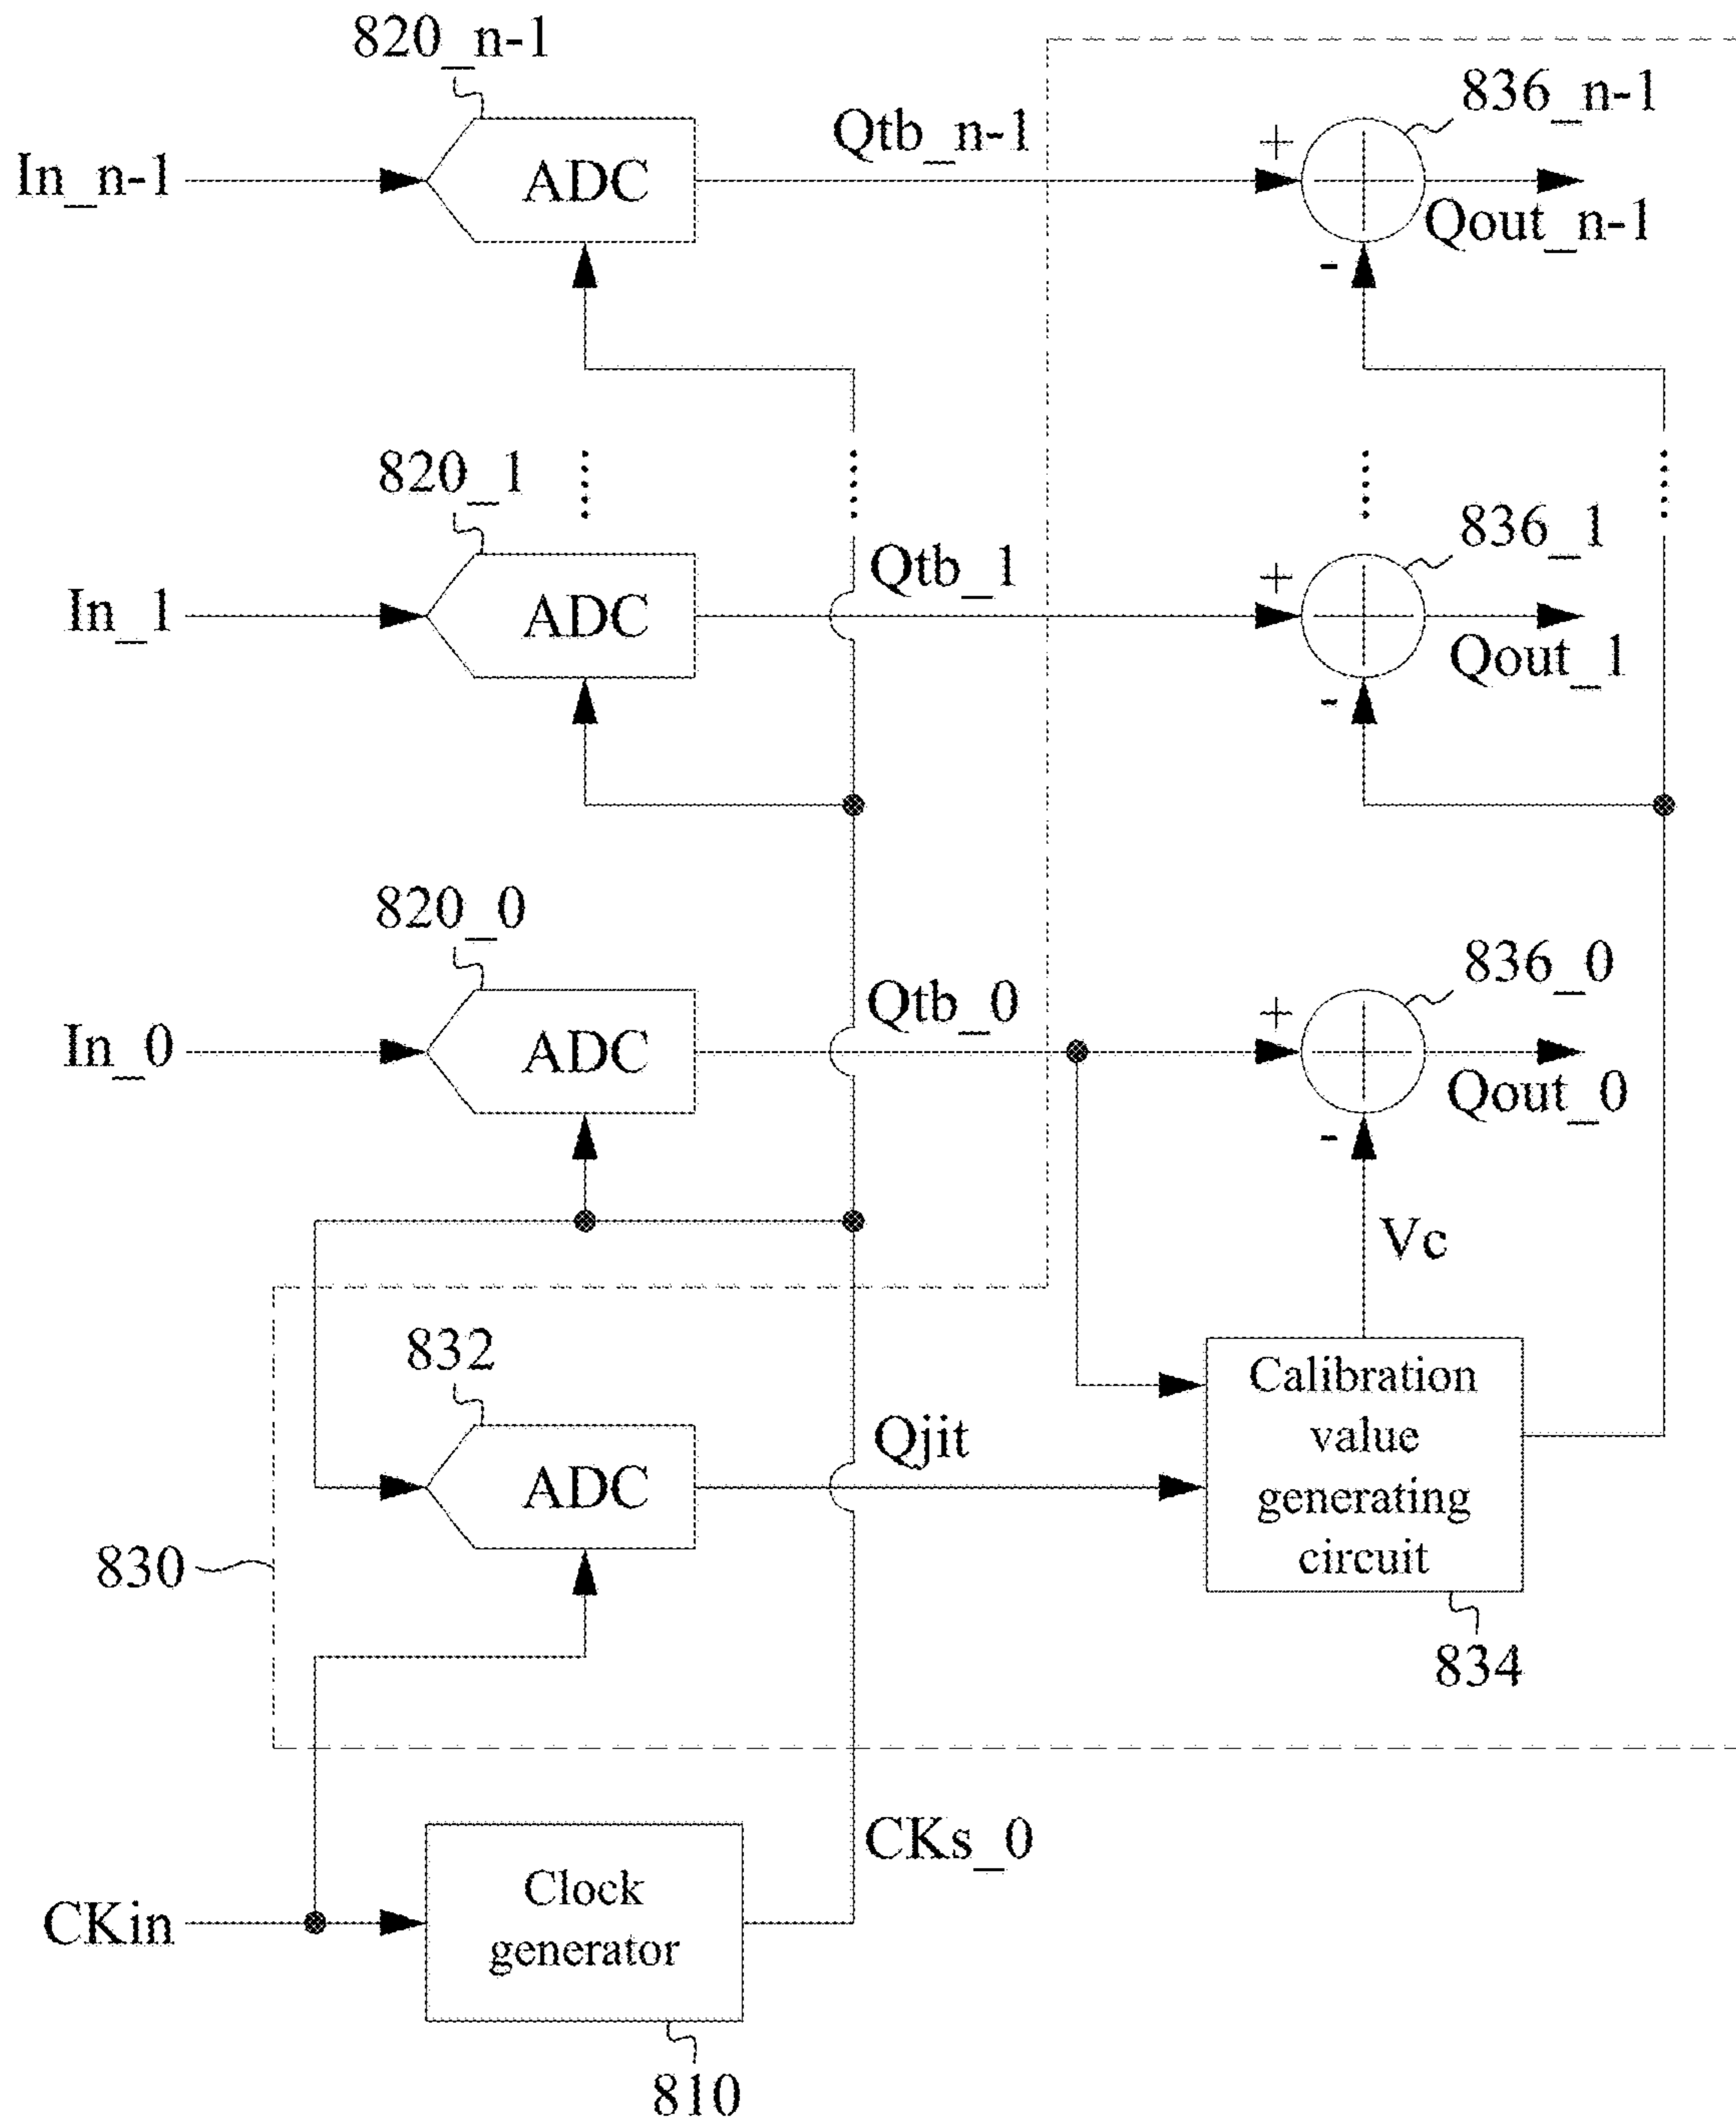 820_n-1
836_n-1
Qtb_n-1
+
In_n-1
ADC
Qout_n-1
-
820_1
836_1
Qtb_1
+
In_1
ADC
Qout_1
-
820_0
836_0
Qtb_0
+
In_0
ADC
Qout_0
-
Vc
832
Calibration
value
generating
circuit
Qjit
ADC
830
834
CKs_0
Clock
generator
CKin
810